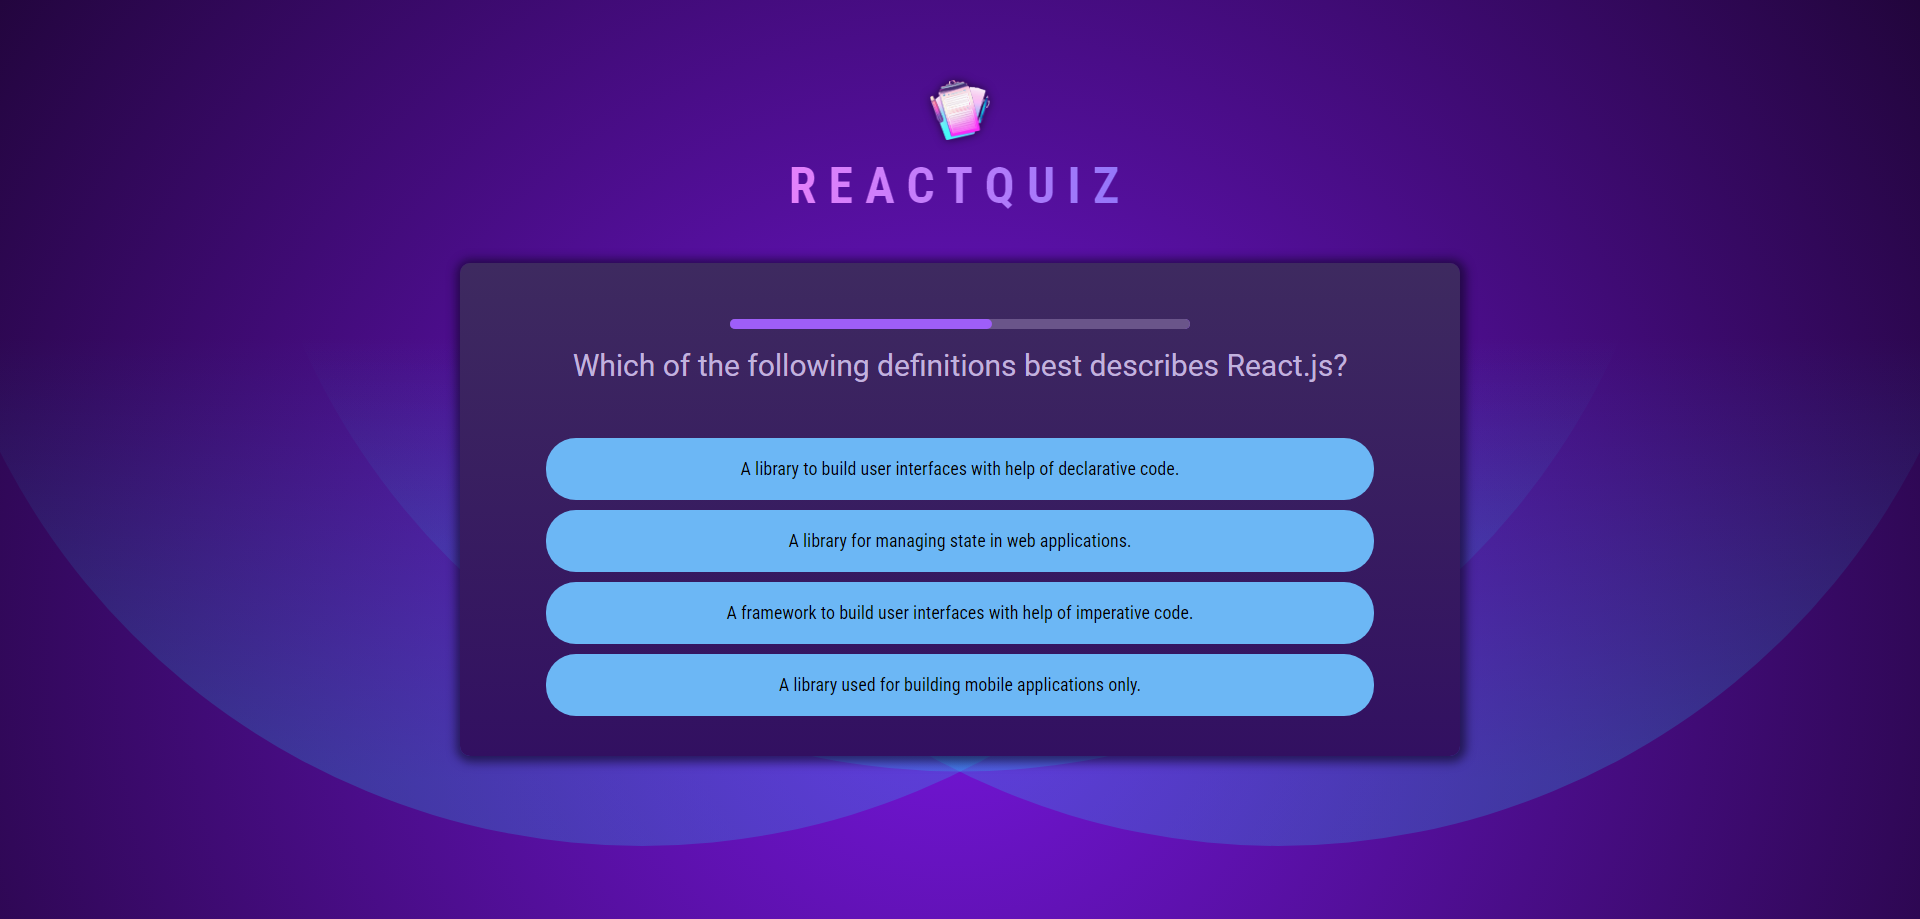 REACTQUIZ
Which of the following definitions best describes React.js?
A library to build user interfaces with help of declarative code.
A library for managing state in web applications.
A framework to build user interfaces with help of imperative code.
A library used for building mobile applications only.